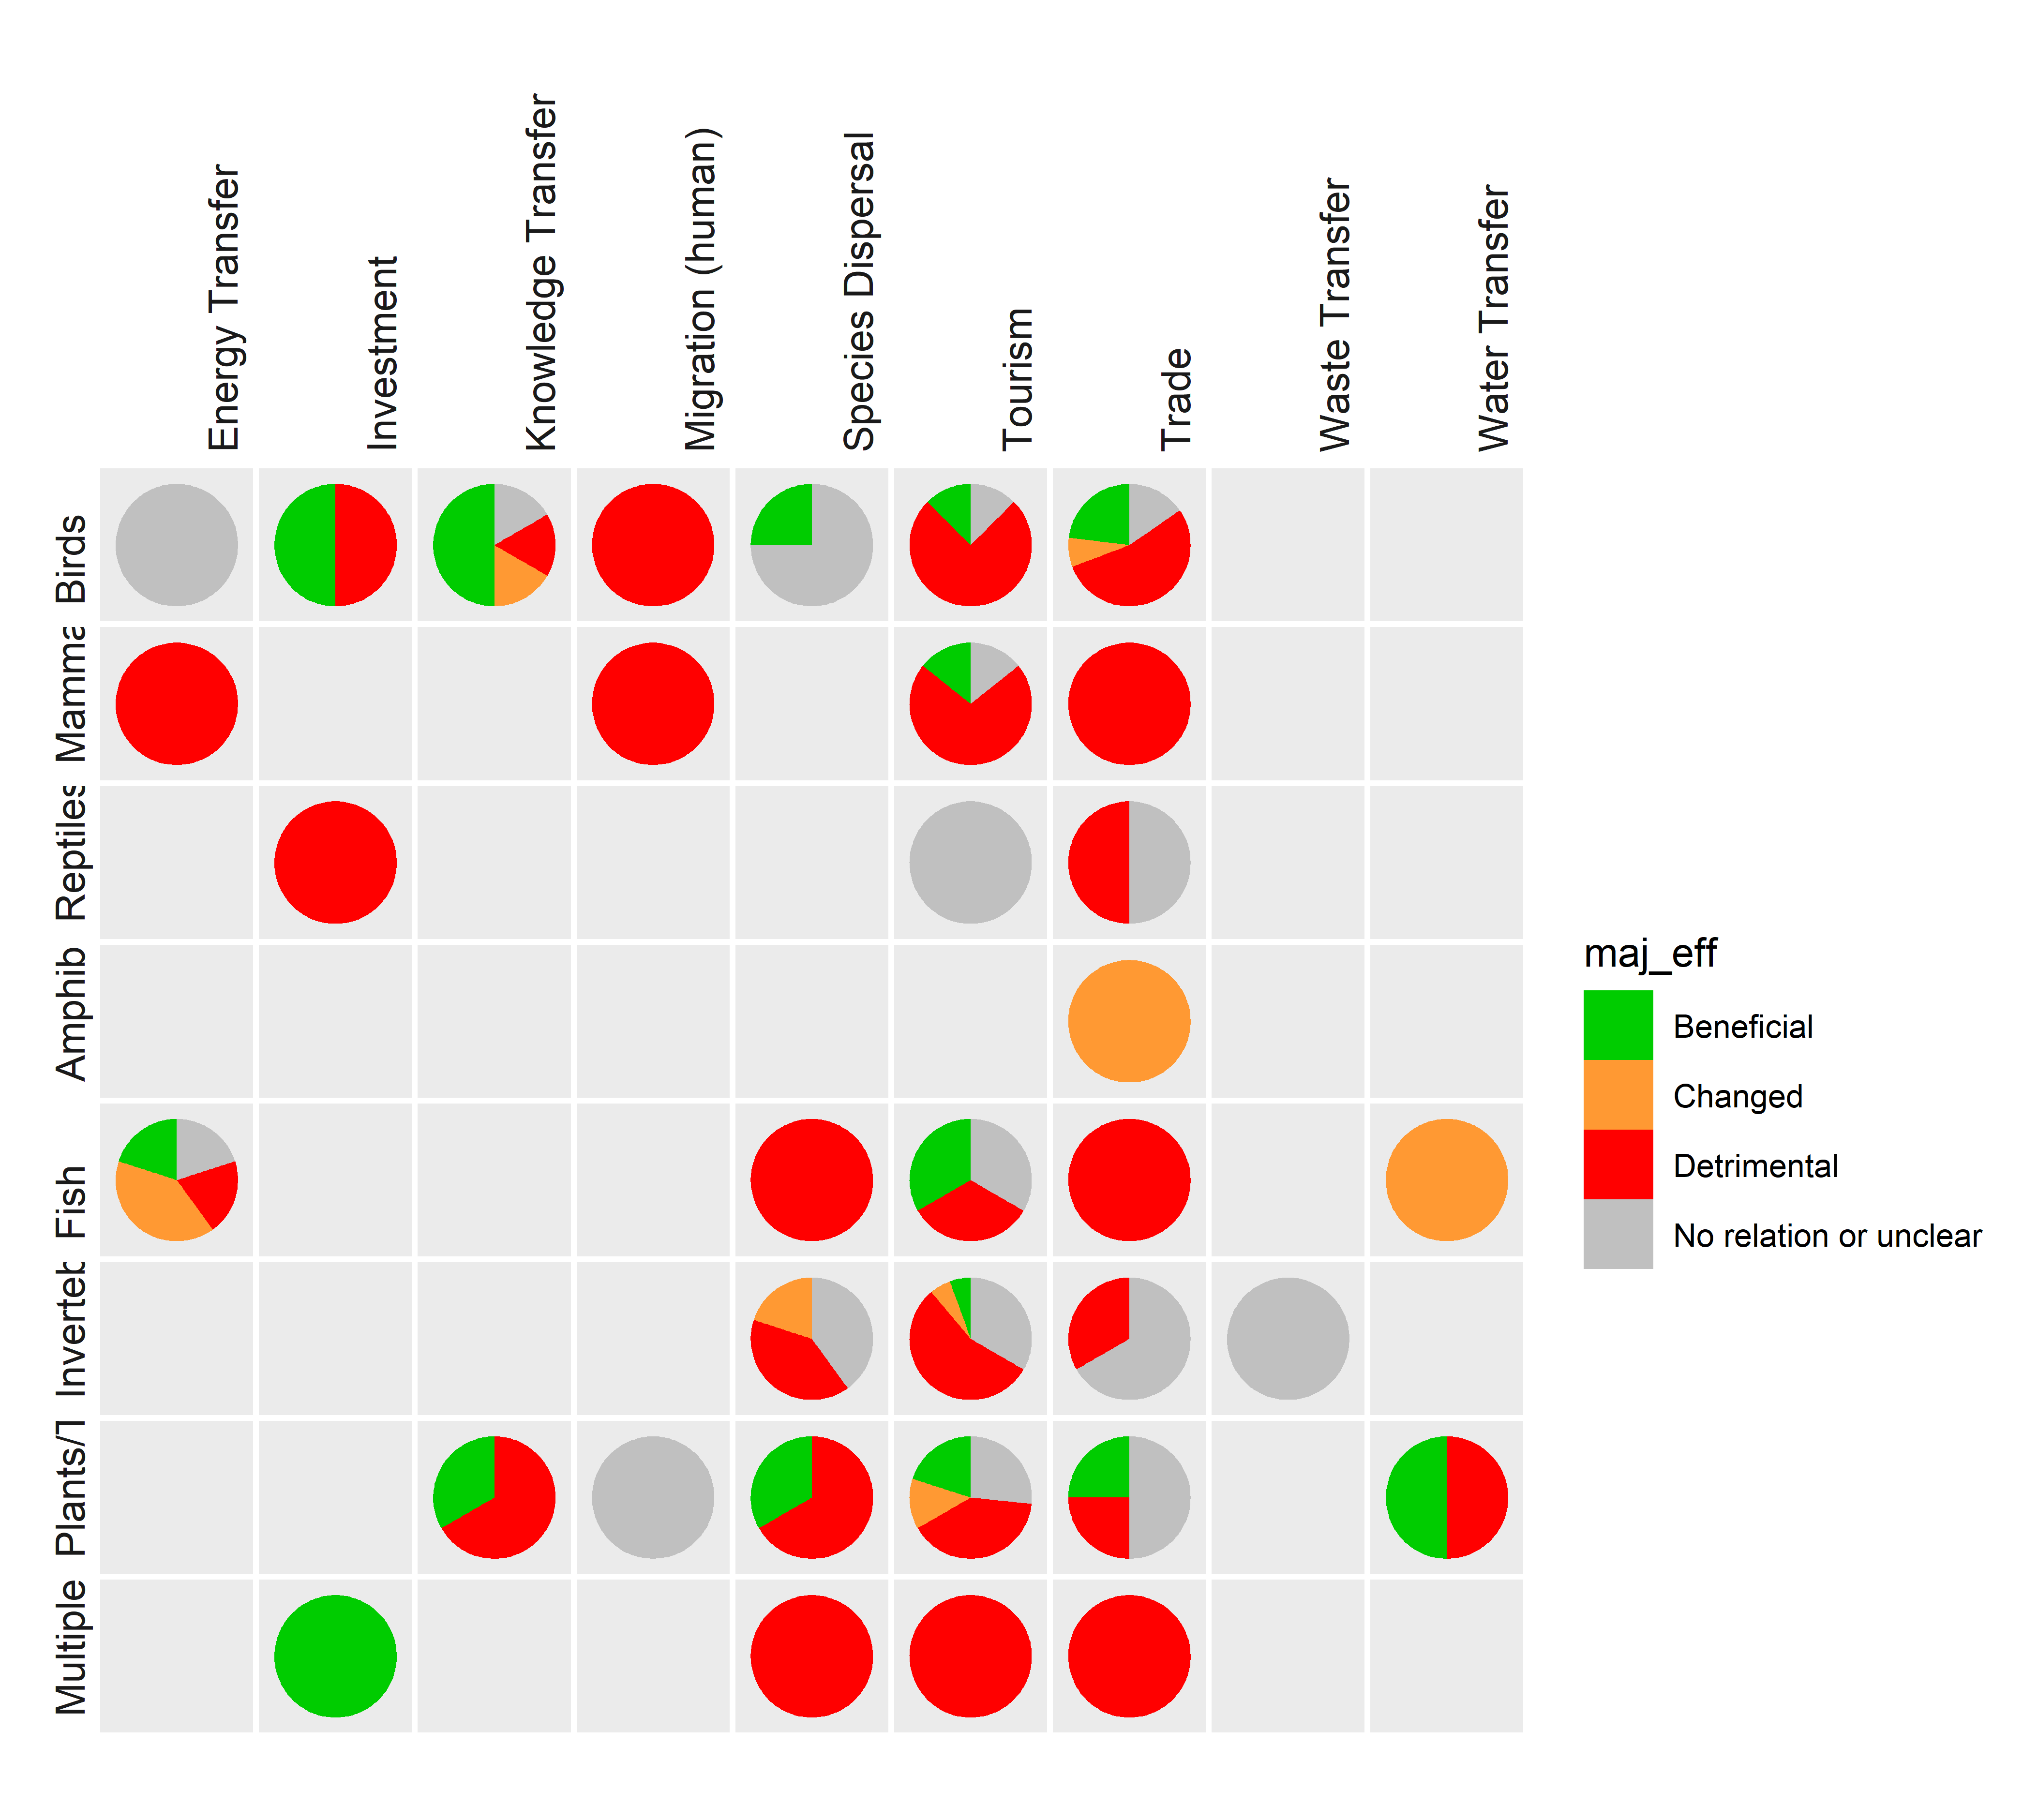 Energy Transfer
Investment
Knowledge Transfer
Migration (human)
Species Dispersal
Tourism
Trade
Waste Transfer
Water Transfer
Birds
Mamma
Reptiles
Amphib
Fish
Inverteb
Plants/T
Multiple
maj_eff
Beneficial
Changed
Detrimental
No relation or unclear